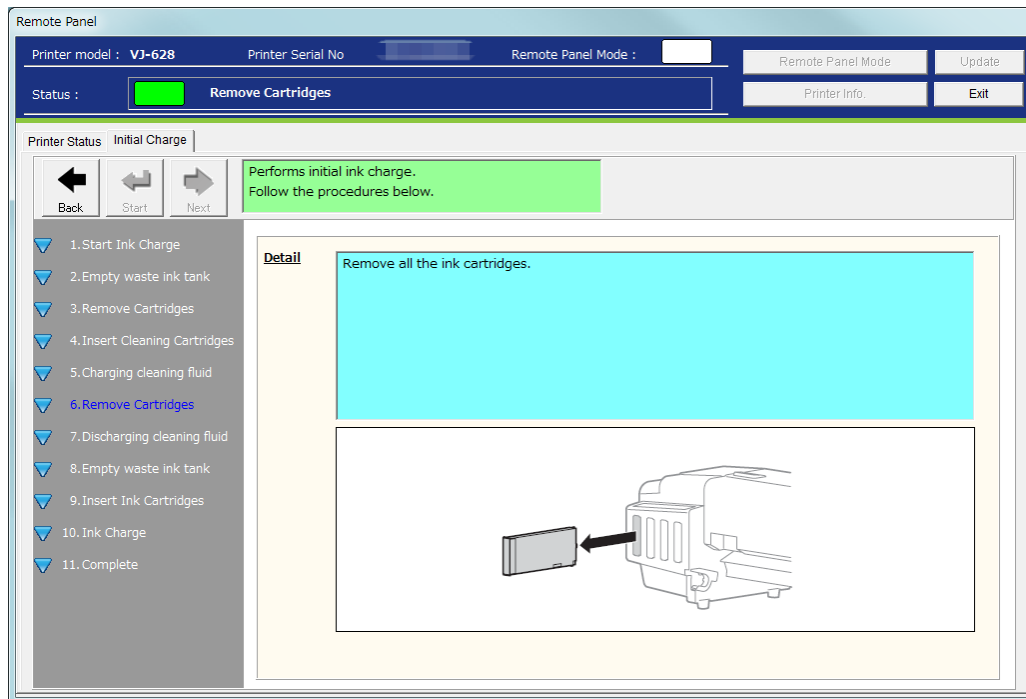 Remote Panel
Printer model : VJ-628 Printer Serial No Remote Panel Mode :
Remote Panel Mode Update
Status : Remove Cartridges
Printer Info. Exit
Printer Status Initial Charge
Back Start Next
Performs initial ink charge.
Follow the procedures below.
1.Start Ink Charge
2.Empty waste ink tank
3.Remove Cartridges
4.Insert Cleaning Cartridges
5.Charging cleaning fluid
6.Remove Cartridges
7.Discharging cleaning fluid
8.Empty waste ink tank
9.Insert Ink Cartridges
10.Ink Charge
11.Complete
Detail
Remove all the ink cartridges.